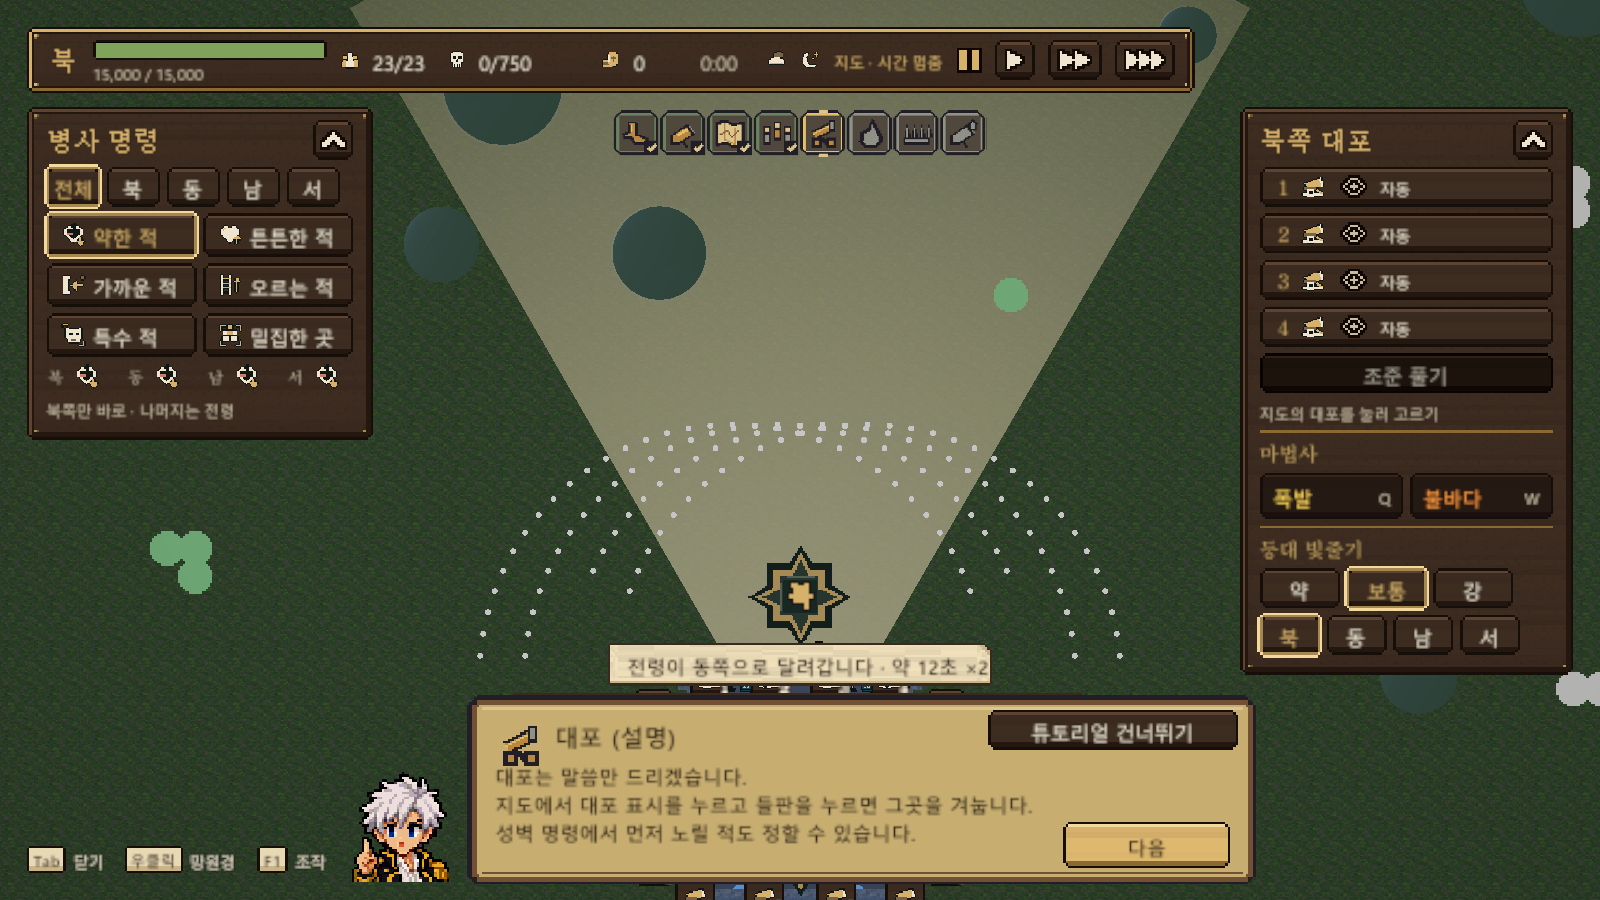 북
15,000 / 15,000
23/23
0/750
0
0:00
지도 · 시간 멈춤
병사 명령
전체 북 동 남 서
약한 적 튼튼한 적
가까운 적 오르는 적
특수 적 밀집한 곳
북 동 남 서
북쪽만 바로 · 나머지는 전령
북쪽 대포
1 자동
2 자동
3 자동
4 자동
조준 풀기
지도의 대포를 눌러 고르기
마법사
폭발 Q 불바다 W
등대 빛줄기
약 보통 강
북 동 남 서
전령이 동쪽으로 달려갑니다 · 약 12초 ×2
대포 (설명)
튜토리얼 건너뛰기
대포는 말씀만 드리겠습니다.
지도에서 대포 표시를 누르고 들판을 누르면 그곳을 겨눕니다.
성벽 명령에서 먼저 노릴 적도 정할 수 있습니다.
다음
Tab 닫기 우클릭 망원경 F1 조작